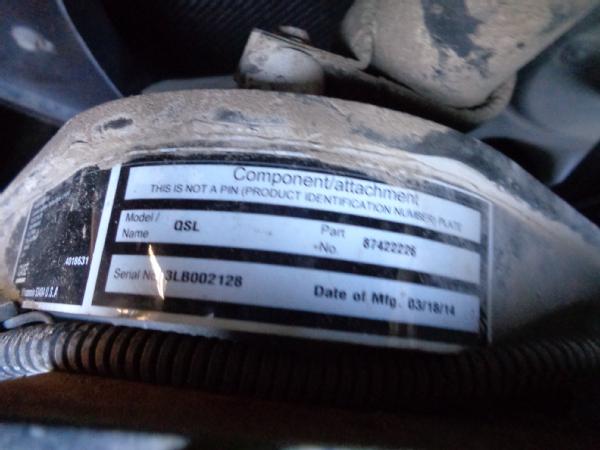 Component/attachment
THIS IS NOT A PIN (PRODUCT IDENTIFICATION NUMBER) PLATE
Model / Name QSL Part No. 87422226
Serial No. 3LB002128 Date of Mfg. 03/18/14
4018631
U.S.A